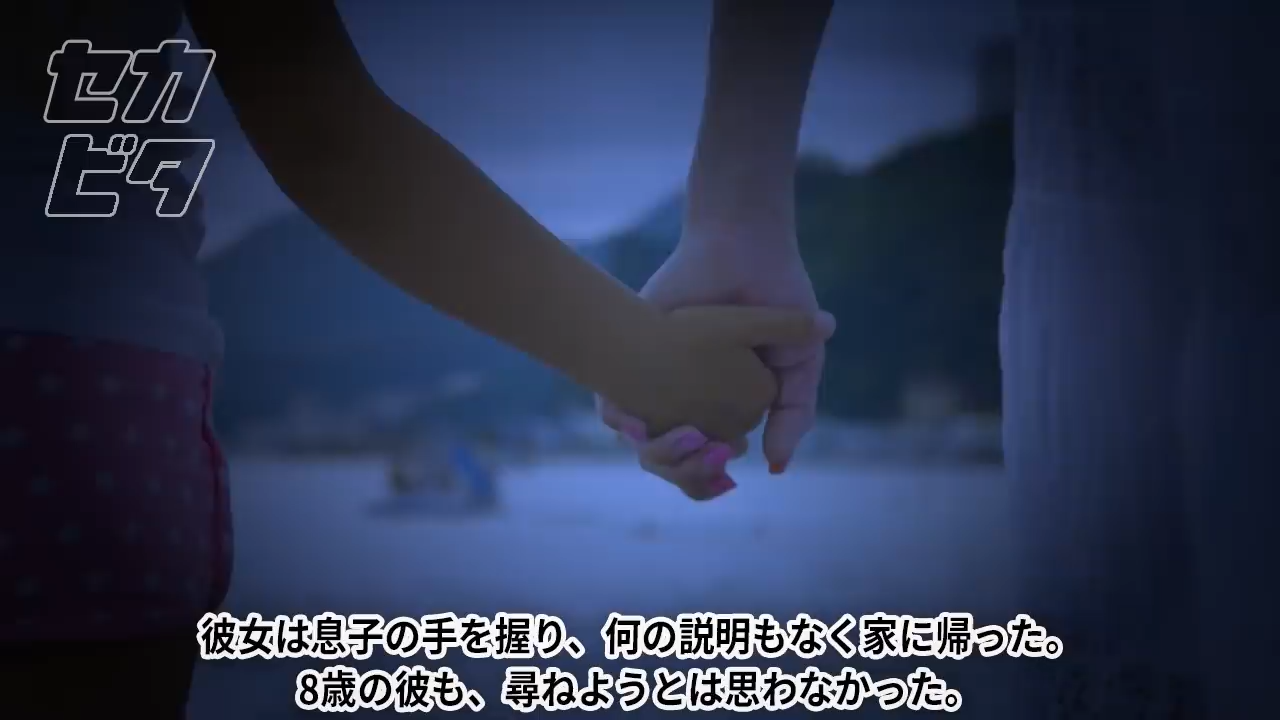 セカ
ビタ
彼女は息子の手を握り、何の説明もなく家に帰った。
8歳の彼も、尋ねようとは思わなかった。